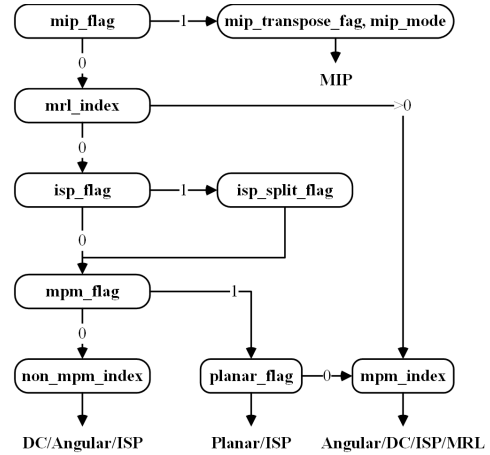 mip_flag
1
mip_transpose_fag, mip_mode
0
MIP
mrl_index
>0
0
isp_flag
1
isp_split_flag
0
mpm_flag
1
0
non_mpm_index
planar_flag
0
mpm_index
DC/Angular/ISP
Planar/ISP
Angular/DC/ISP/MRL